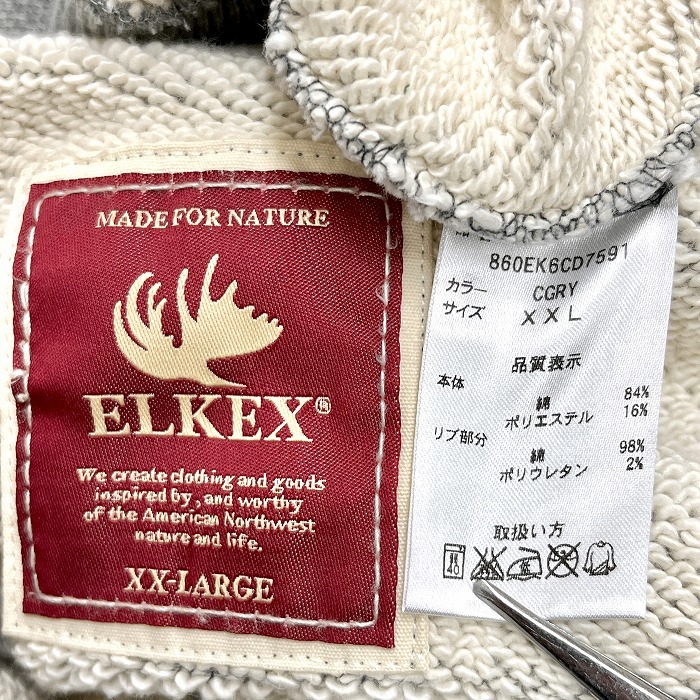 MADE FOR NATURE
ELKEX®
We create clothing and goods
inspired by, and worthy
of the American Northwest
nature and life.
XX-LARGE
860EK6CD7591
カラー CGRY
サイズ XXL
品質表示
本体
綿 84%
ポリエステル 16%
リブ部分
綿 98%
ポリウレタン 2%
取扱い方